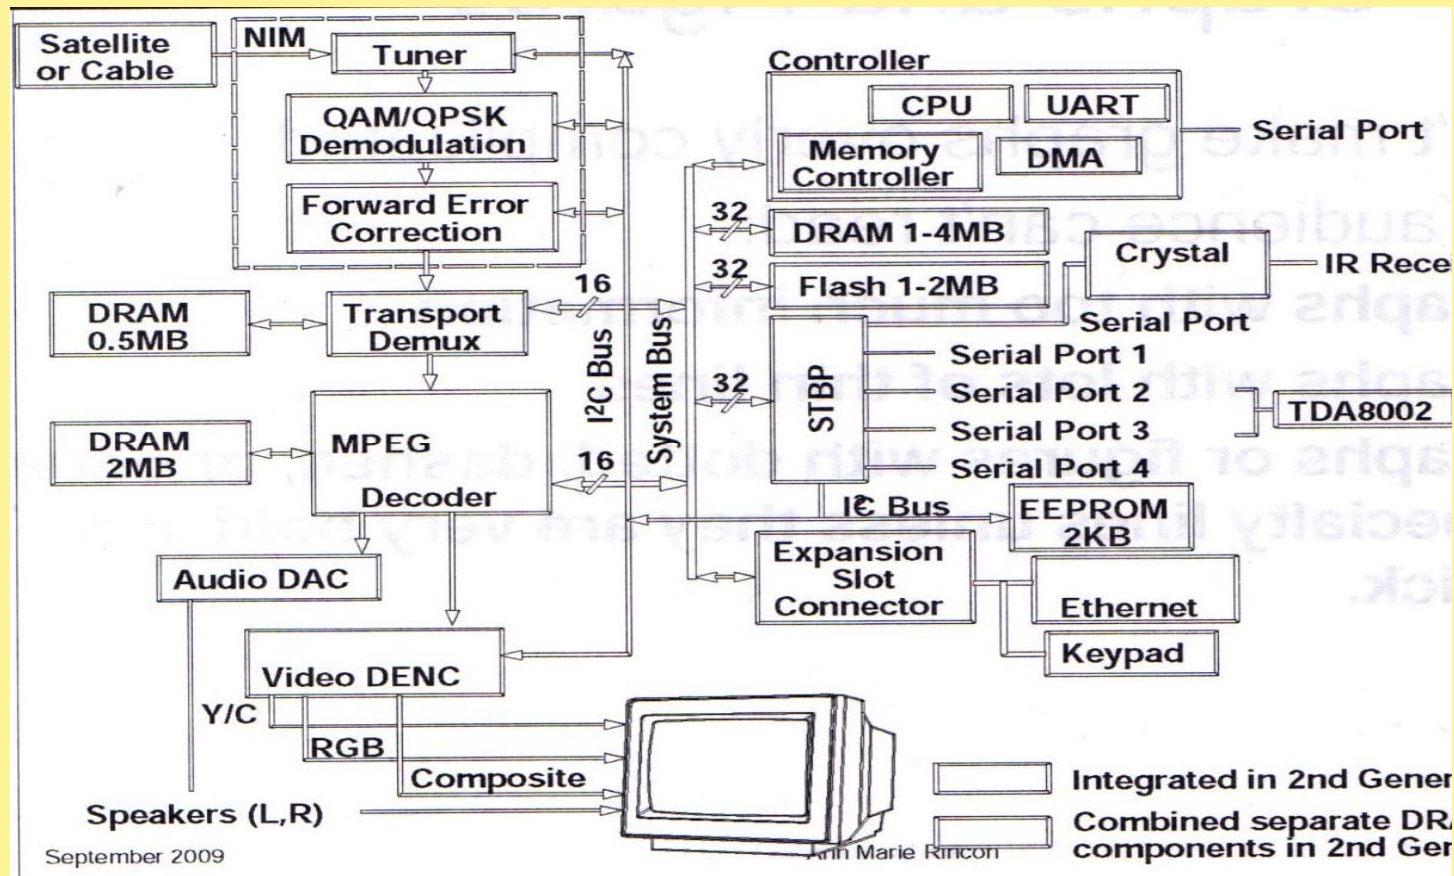 Satellite
or Cable
NIM
Tuner
QAM/QPSK
Demodulation
Forward Error
Correction
DRAM
0.5MB
Transport
Demux
16
I²C Bus
System Bus
DRAM
2MB
MPEG
Decoder
16
Audio DAC
Video DENC
Y/C
RGB
Composite
Speakers (L,R)
September 2009
Controller
CPU
UART
Memory
Controller
DMA
Serial Port
32
DRAM 1-4MB
32
Flash 1-2MB
Crystal
IR Rece
Serial Port
32
STBP
Serial Port 1
Serial Port 2
Serial Port 3
Serial Port 4
TDA8002
I²C Bus
EEPROM
2KB
Expansion
Slot
Connector
Ethernet
Keypad
Integrated in 2nd Gener
Combined separate DRA
components in 2nd Ger
Ann Marie Rincon